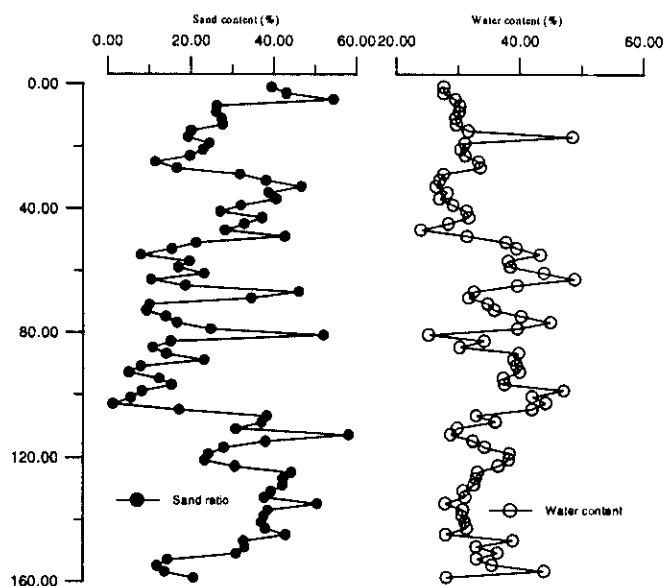 Sand content (%) Water content (%)
0.00 20.00 40.00 60.00 20.00 40.00 60.00
0.00
40.00
80.00
120.00
Sand ratio Water content
160.00